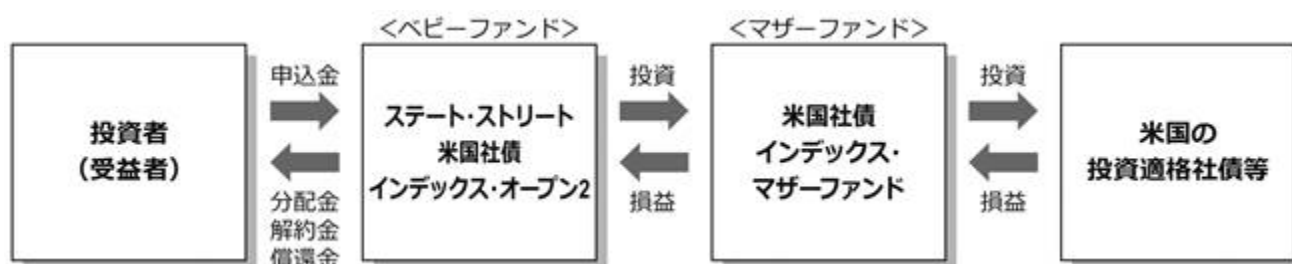 <ベビーファンド>
<マザーファンド>
投資者
（受益者）
申込金
分配金
解約金
償還金
ステート・ストリート
米国社債
インデックス・オープン2
投資
損益
米国社債
インデックス・
マザーファンド
投資
損益
米国の
投資適格社債等